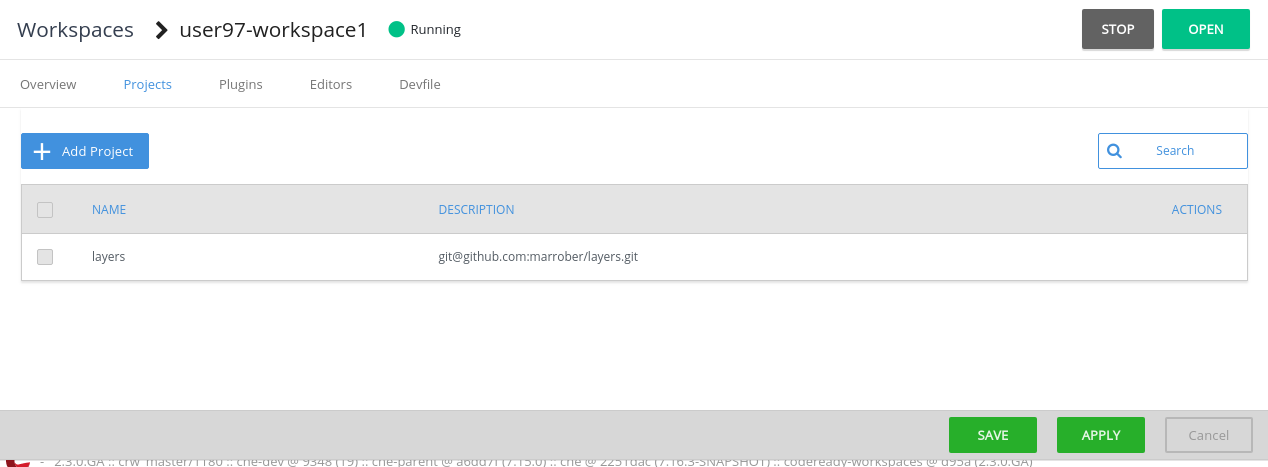 Workspaces user97-workspace1 Running STOP OPEN
Overview Projects Plugins Editors Devfile
Add Project Search
NAME DESCRIPTION ACTIONS
layers git@github.com:marrober/layers.git
SAVE APPLY Cancel
- 2.3.0.GA :: crw_master/1180 :: che-dev @ 9348 (19) :: che-parent @ a6dd7f (7.15.0) :: che @ 2251dac (7.16.3-SNAPSHOT) :: codeready-workspaces @ d95a (2.3.0.GA)